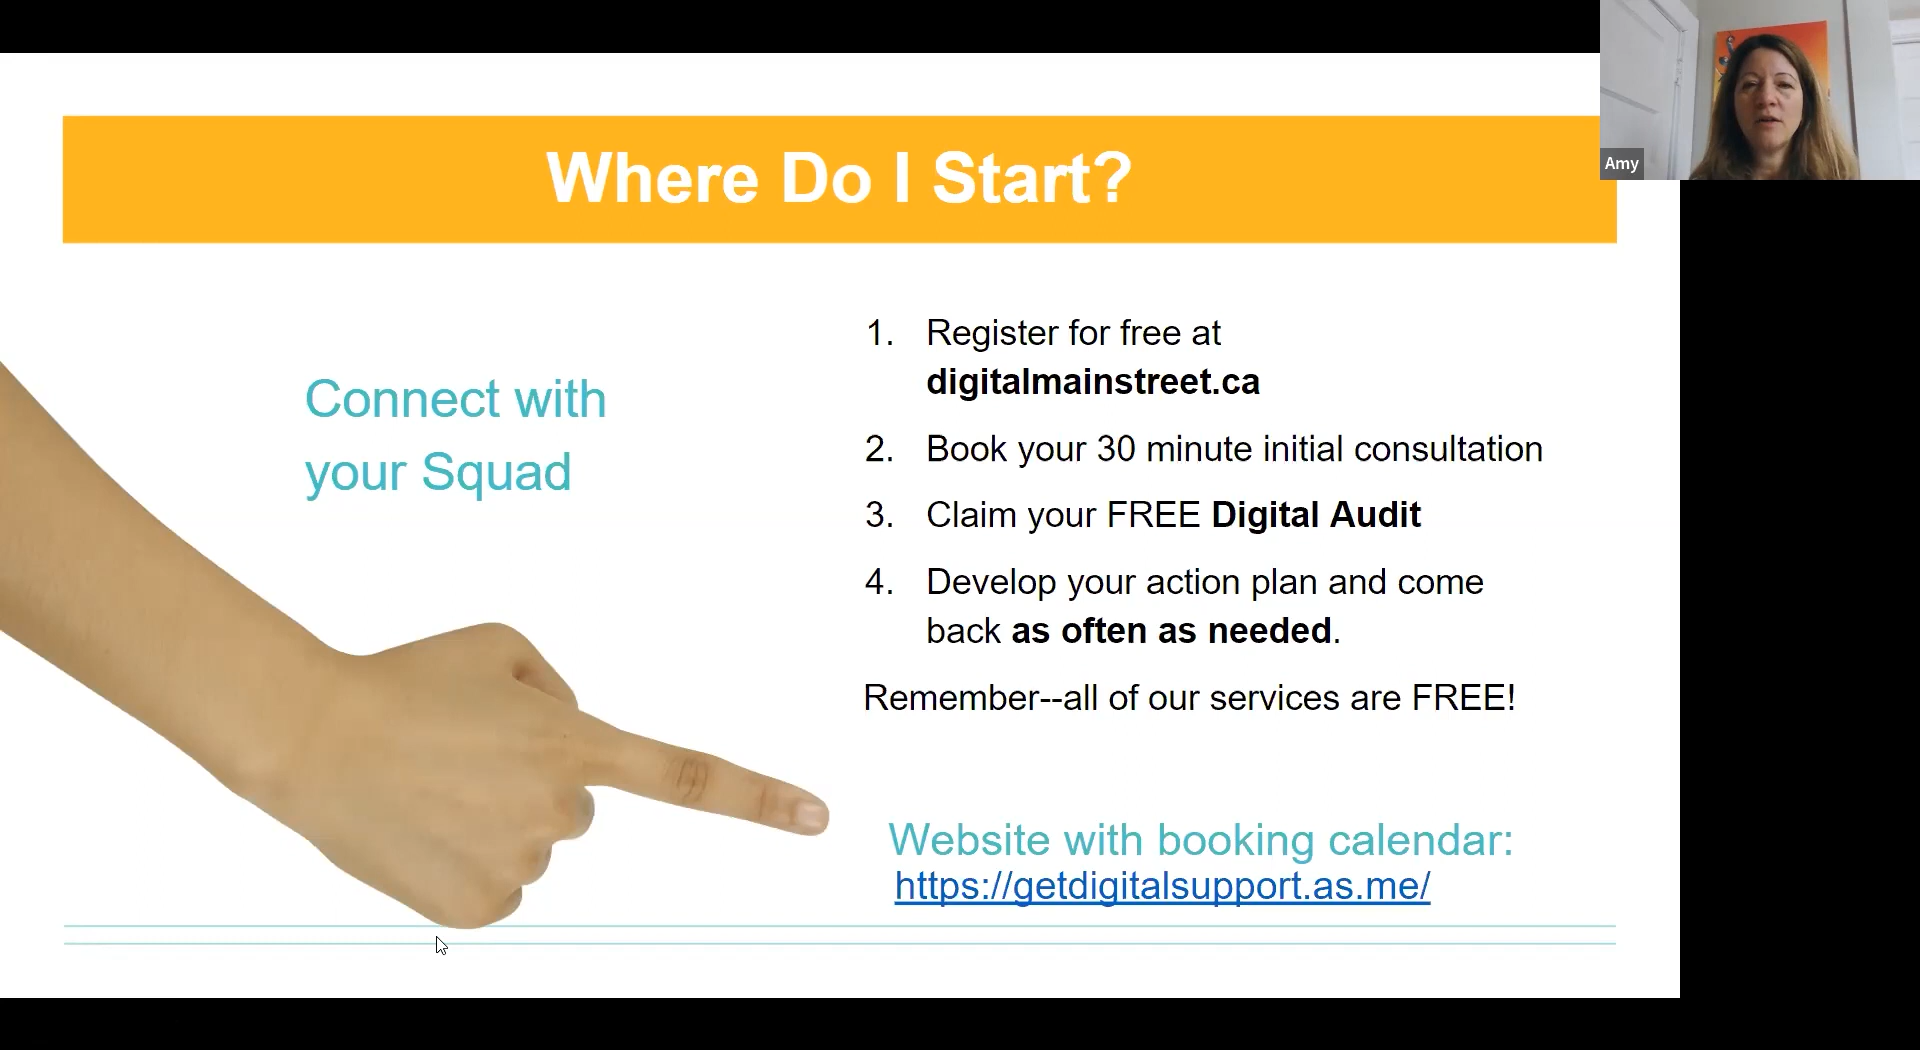 Where Do I Start?
Amy
Connect with
your Squad
1. Register for free at
digitalmainstreet.ca
2. Book your 30 minute initial consultation
3. Claim your FREE Digital Audit
4. Develop your action plan and come
back as often as needed.
Remember--all of our services are FREE!
Website with booking calendar:
https://getdigitalsupport.as.me/